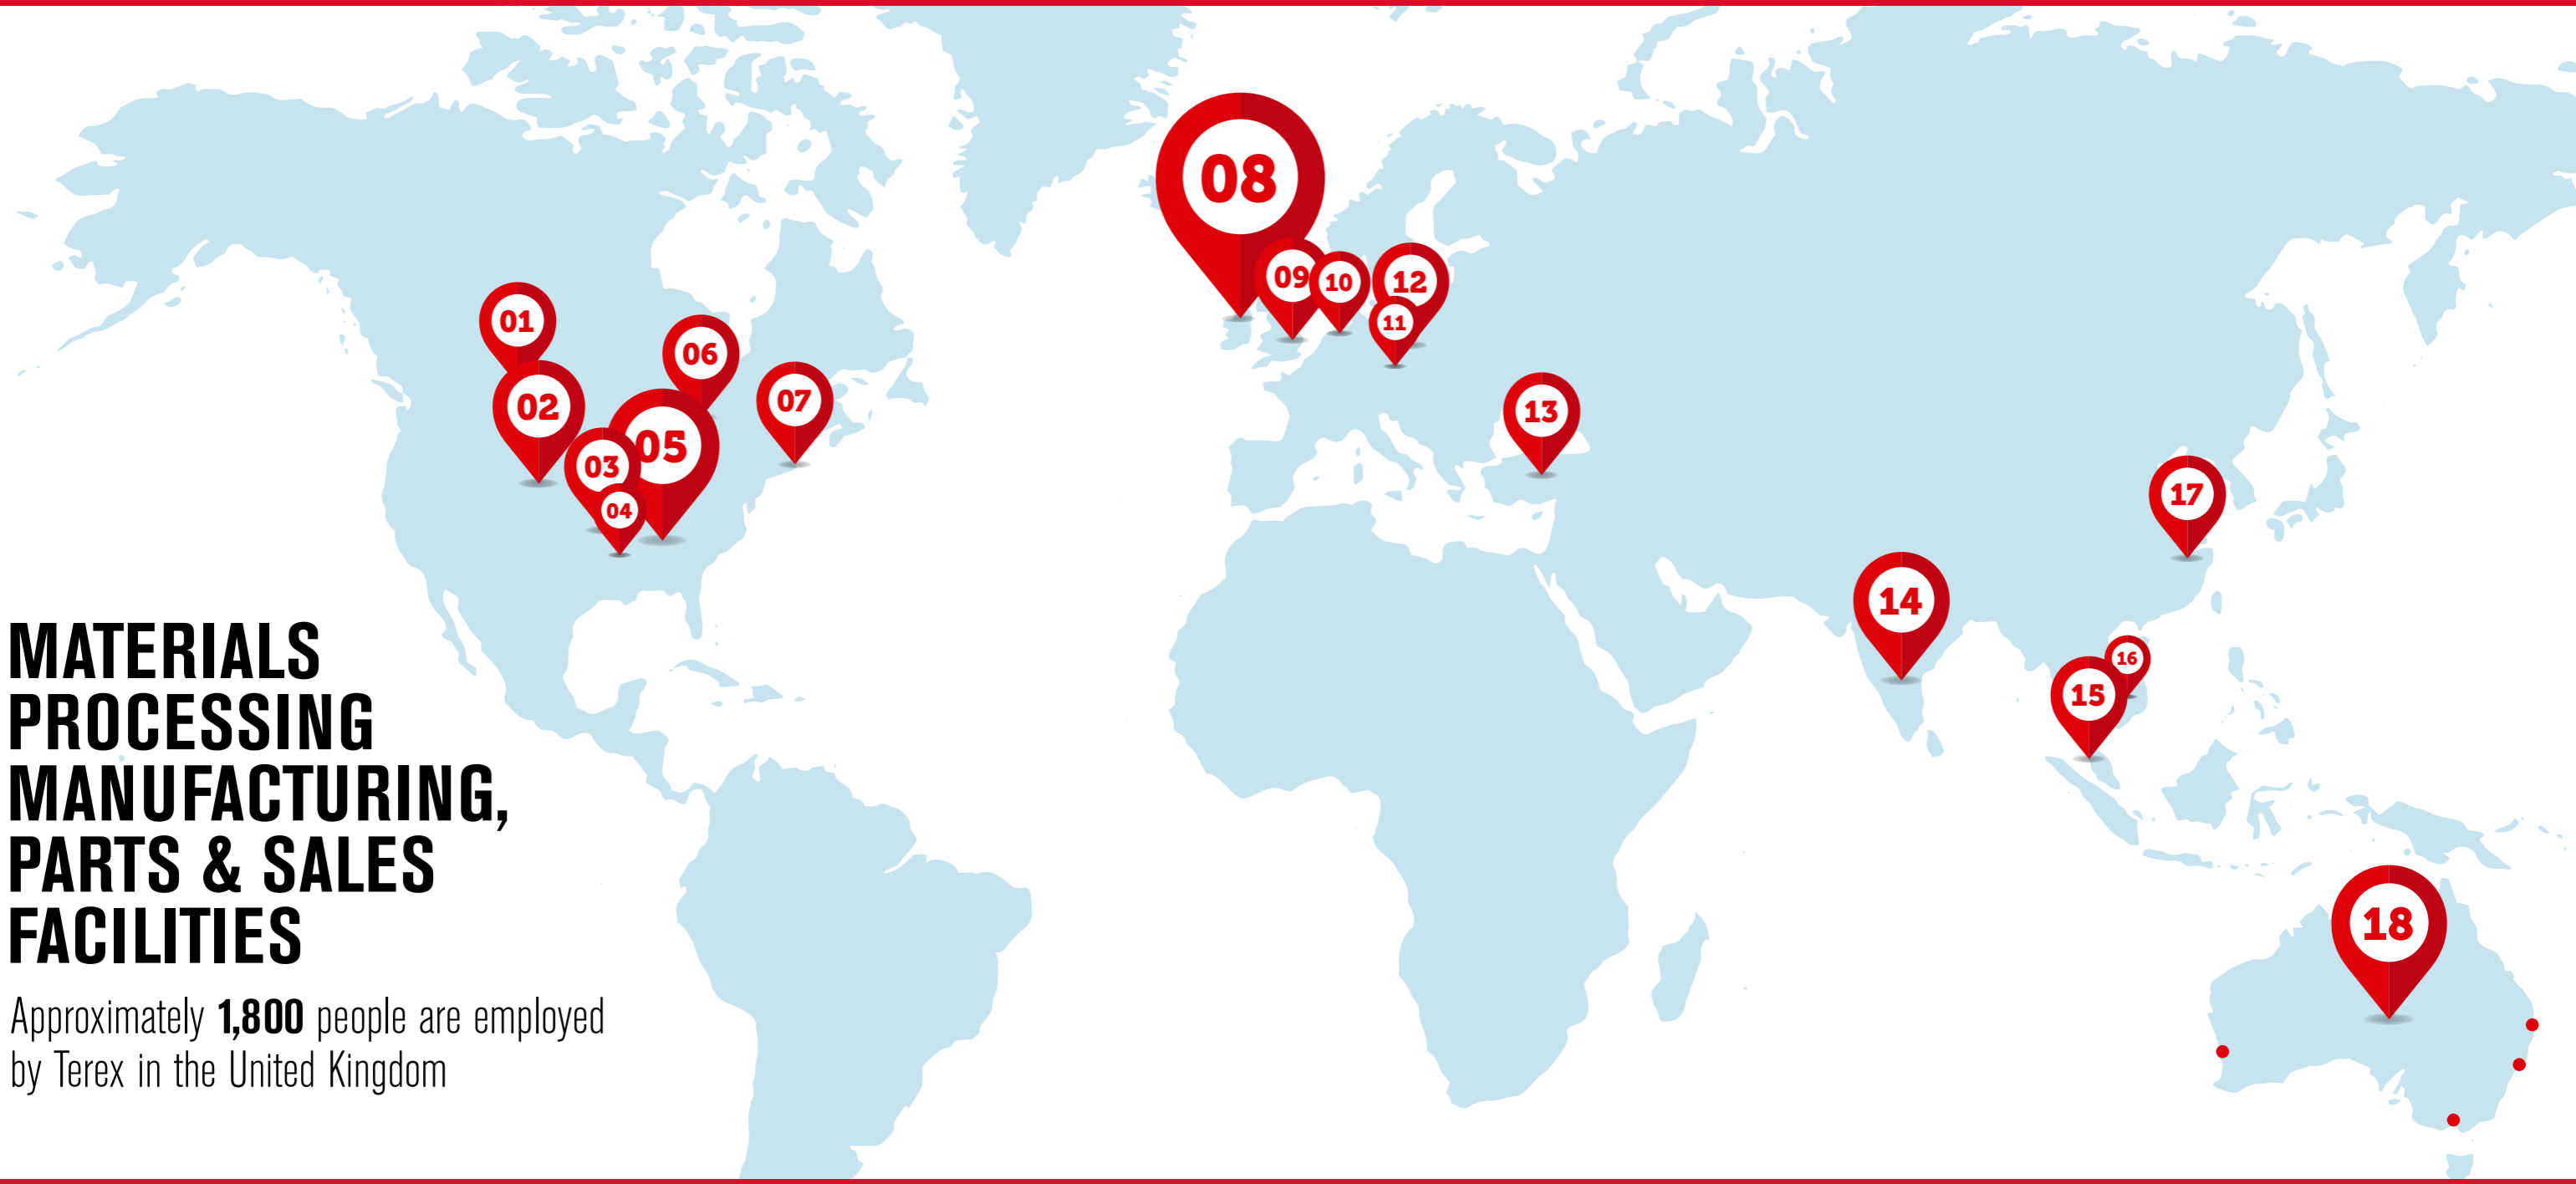 08
09
10
12
11
01
06
02
07
05
03
04
13
17
14
16
15
18
MATERIALS
PROCESSING
MANUFACTURING,
PARTS & SALES
FACILITIES
Approximately 1,800 people are employed
by Terex in the United Kingdom